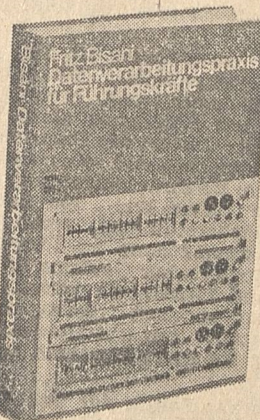 Fritz Bisani
Datenverarbeitungspraxis
für Führungskräfte
Bisani Datenverarbeitungspraxis